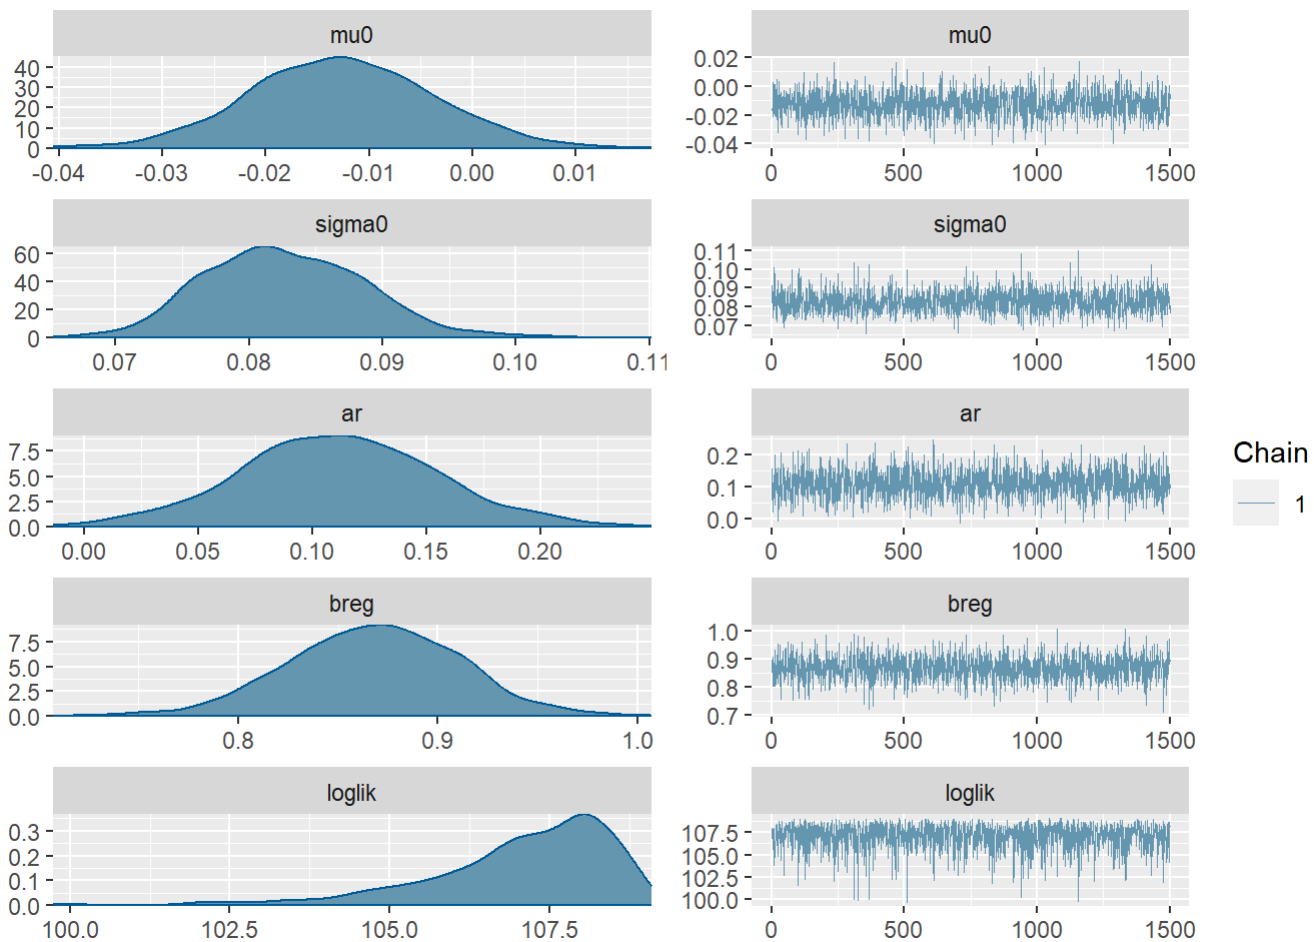 mu0
40
30
20
10
0
-0.04 -0.03 -0.02 -0.01 0.00 0.01
mu0
0.02
0.00
-0.02
-0.04
0 500 1000 1500
sigma0
60
40
20
0
0.07 0.08 0.09 0.10 0.11
sigma0
0.11
0.10
0.09
0.08
0.07
0 500 1000 1500
ar
7.5
5.0
2.5
0.0
0.00 0.05 0.10 0.15 0.20
ar
0.2
0.1
0.0
0 500 1000 1500
Chain
1
breg
7.5
5.0
2.5
0.0
0.8 0.9 1.0
breg
1.0
0.9
0.8
0.7
0 500 1000 1500
loglik
0.3
0.2
0.1
0.0
100.0 102.5 105.0 107.5
loglik
107.5
105.0
102.5
100.0
0 500 1000 1500